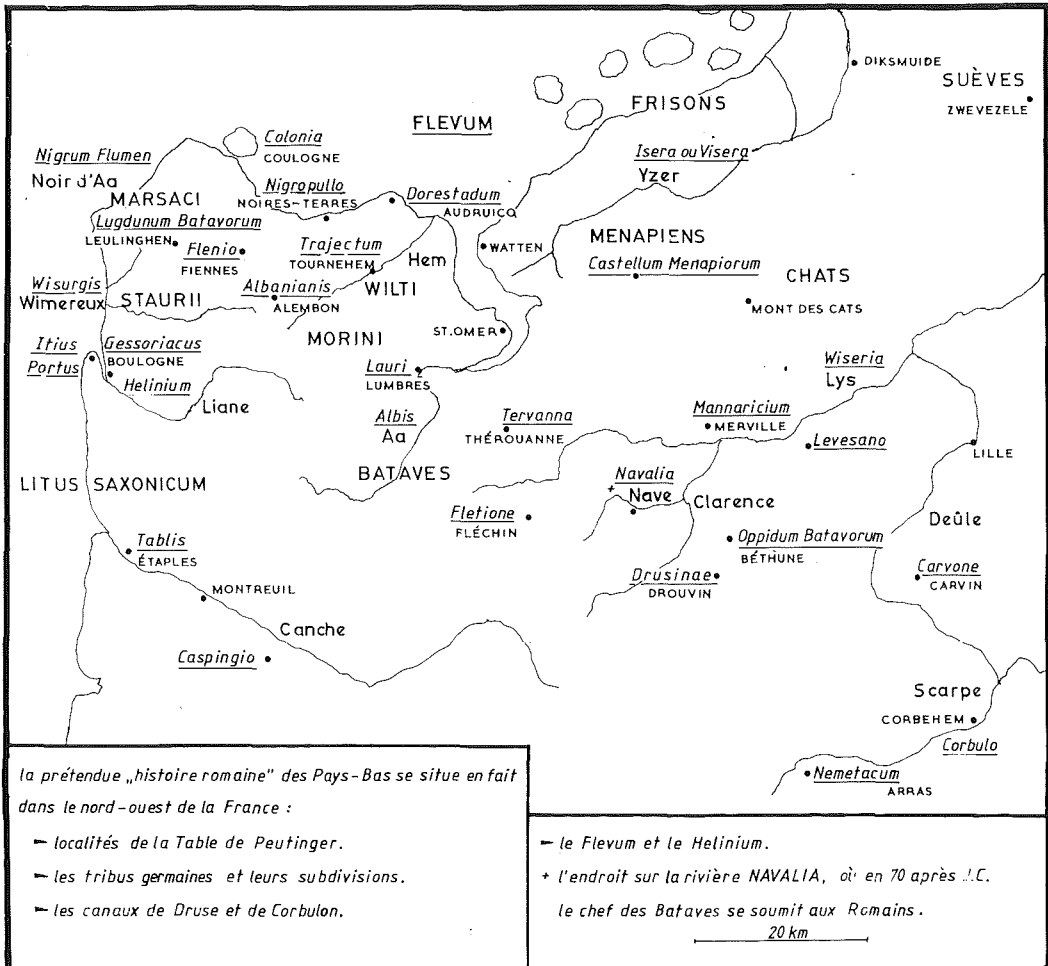 DIKSMUIDE
SUÈVES
ZWEVEZELE
FRISONS
FLEVUM
Colonia
COULOGNE
Nigrum Flumen
Noir d'Aa
MARSACI
Isera ou Visera
Yzer
Nigropullo
NOIRES-TERRES
Dorestadum
AUDRUICQ
Lugdunum Batavorum
LEULINGHEN
Flenio
FIENNES
Trajectum
TOURNEHEM
Hem
WATTEN
MENAPIENS
Castellum Menapiorum
CHATS
Wisurgis
Wimereux
STAURII
Albanianis
ALEMBON
WILTI
MONT DES CATS
MORINI
ST.OMER
Itius
Portus
Gessoriacus
BOULOGNE
Helinium
Liane
Lauri
LUMBRES
Wiseria
Lys
Albis
Aa
Tervanna
THÉROUANNE
Mannaricium
MERVILLE
Levesano
LILLE
BATAVES
LITUS SAXONICUM
Navalia
+ Nave
Clarence
Deûle
Fletione
FLÉCHIN
Oppidum Batavorum
BÉTHUNE
Tablis
ÉTAPLES
Drusinae
DROUVIN
Carvone
CARVIN
MONTREUIL
Canche
Caspingio
Scarpe
CORBEHEM
Corbulo
Nemetacum
ARRAS
la prétendue „histoire romaine" des Pays-Bas se situe en fait
dans le nord-ouest de la France :
- localités de la Table de Peutinger.
- les tribus germaines et leurs subdivisions.
- les canaux de Druse et de Corbulon.
- le Flevum et le Helinium.
+ l'endroit sur la rivière NAVALIA, où en 70 après J.C.
le chef des Bataves se soumit aux Romains.
20 km